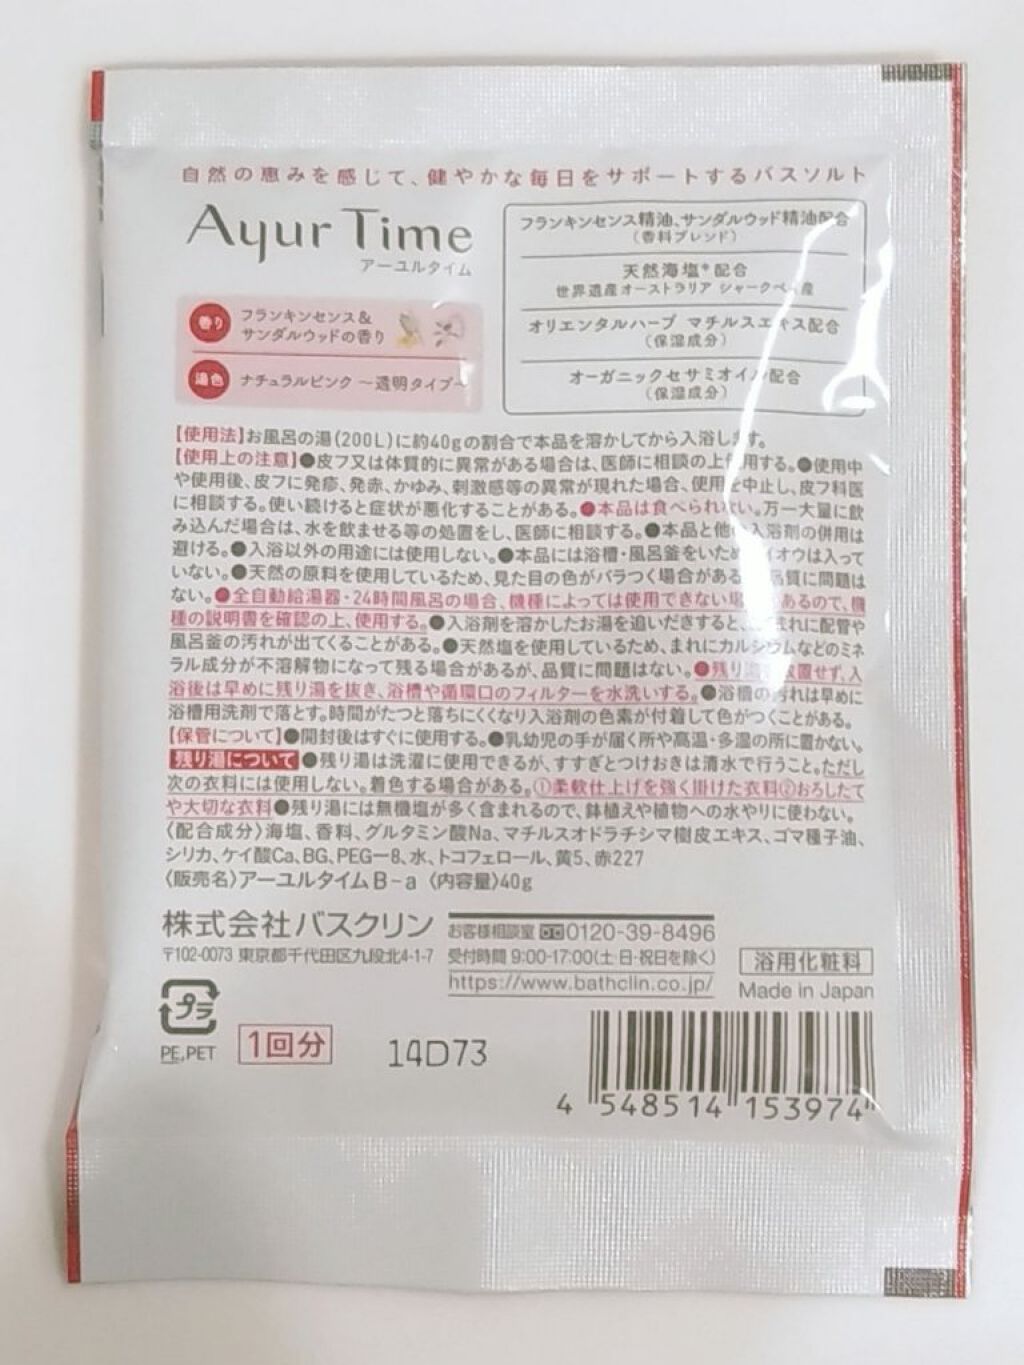 自然の恵みを感じて、健やかな毎日をサポートするバスソルト
Ayur Time
アーユルタイム
香り フランキンセンス＆
サンダルウッドの香り
湯色 ナチュラルピンク ～透明タイプ～
フランキンセンス精油、サンダルウッド精油配合
（香料ブレンド）
天然海塩*配合
世界遺産オーストラリア シャークベ 産
オリエンタルハーブ マチルスエキス配合
（保湿成分）
オーガニックセサミオイル配合
（保湿成分）
【使用法】お風呂の湯(200L)に約40gの割合で本品を溶かしてから入浴します。
【使用上の注意】●皮フ又は体質的に異常がある場合は、医師に相談の上使用する。●使用中
や使用後、皮フに発疹、発赤、かゆみ、刺激感等の異常が現れた場合、使用を中止し、皮フ科医
に相談する。使い続けると症状が悪化することがある。●本品は食べられない。万一大量に飲
み込んだ場合は、水を飲ませる等の処置をし、医師に相談する。●本品と他の入浴剤の併用は
避ける。●入浴以外の用途には使用しない。●本品には浴槽・風呂釜をいため イオウは入って
いない。●天然の原料を使用しているため、見た目の色がバラつく場合がある 品質に問題は
ない。●全自動給湯器・24時間風呂の場合、機種によっては使用できない場 あるので、機
種の説明書を確認の上、使用する。●入浴剤を溶かしたお湯を追いだきすると、 まれに配管や
風呂釜の汚れが出てくることがある。●天然塩を使用しているため、まれにカルシウムなどのミネ
ラル成分が不溶解物になって残る場合があるが、品質に問題はない。●残り湯 放置せず、入
浴後は早めに残り湯を抜き、浴槽や循環口のフィルターを水洗いする。●浴槽の汚れは早めに
浴槽用洗剤で落とす。時間がたつと落ちにくくなり入浴剤の色素が付着して色がつくことがある。
【保管について】●開封後はすぐに使用する。●乳幼児の手が届く所や高温・多湿の所に置かない。
残り湯について ●残り湯は洗濯に使用できるが、すすぎとつけおきは清水で行うこと。ただし
次の衣料には使用しない。着色する場合がある。①柔軟仕上げを強く掛けた衣料②おろしたて
や大切な衣料●残り湯には無機塩が多く含まれるので、鉢植えや植物への水やりに使わない。
〈配合成分〉海塩、香料、グルタミン酸Na、マチルスオドラチシマ樹皮エキス、ゴマ種子油、
シリカ、ケイ酸Ca、BG、PEG－8、水、トコフェロール、黄5、赤227
〈販売名〉アーユルタイムB－a 〈内容量〉40g
株式会社バスクリン
〒102-0073 東京都千代田区九段北4-1-7
お客様相談室 0120-39-8496
受付時間 9:00-17:00(土・日・祝日を除く)
https://www.bathclin.co.jp/
浴用化粧料
Made in Japan
プラ
PE,PET
1回分
14D73
4 548514 153974